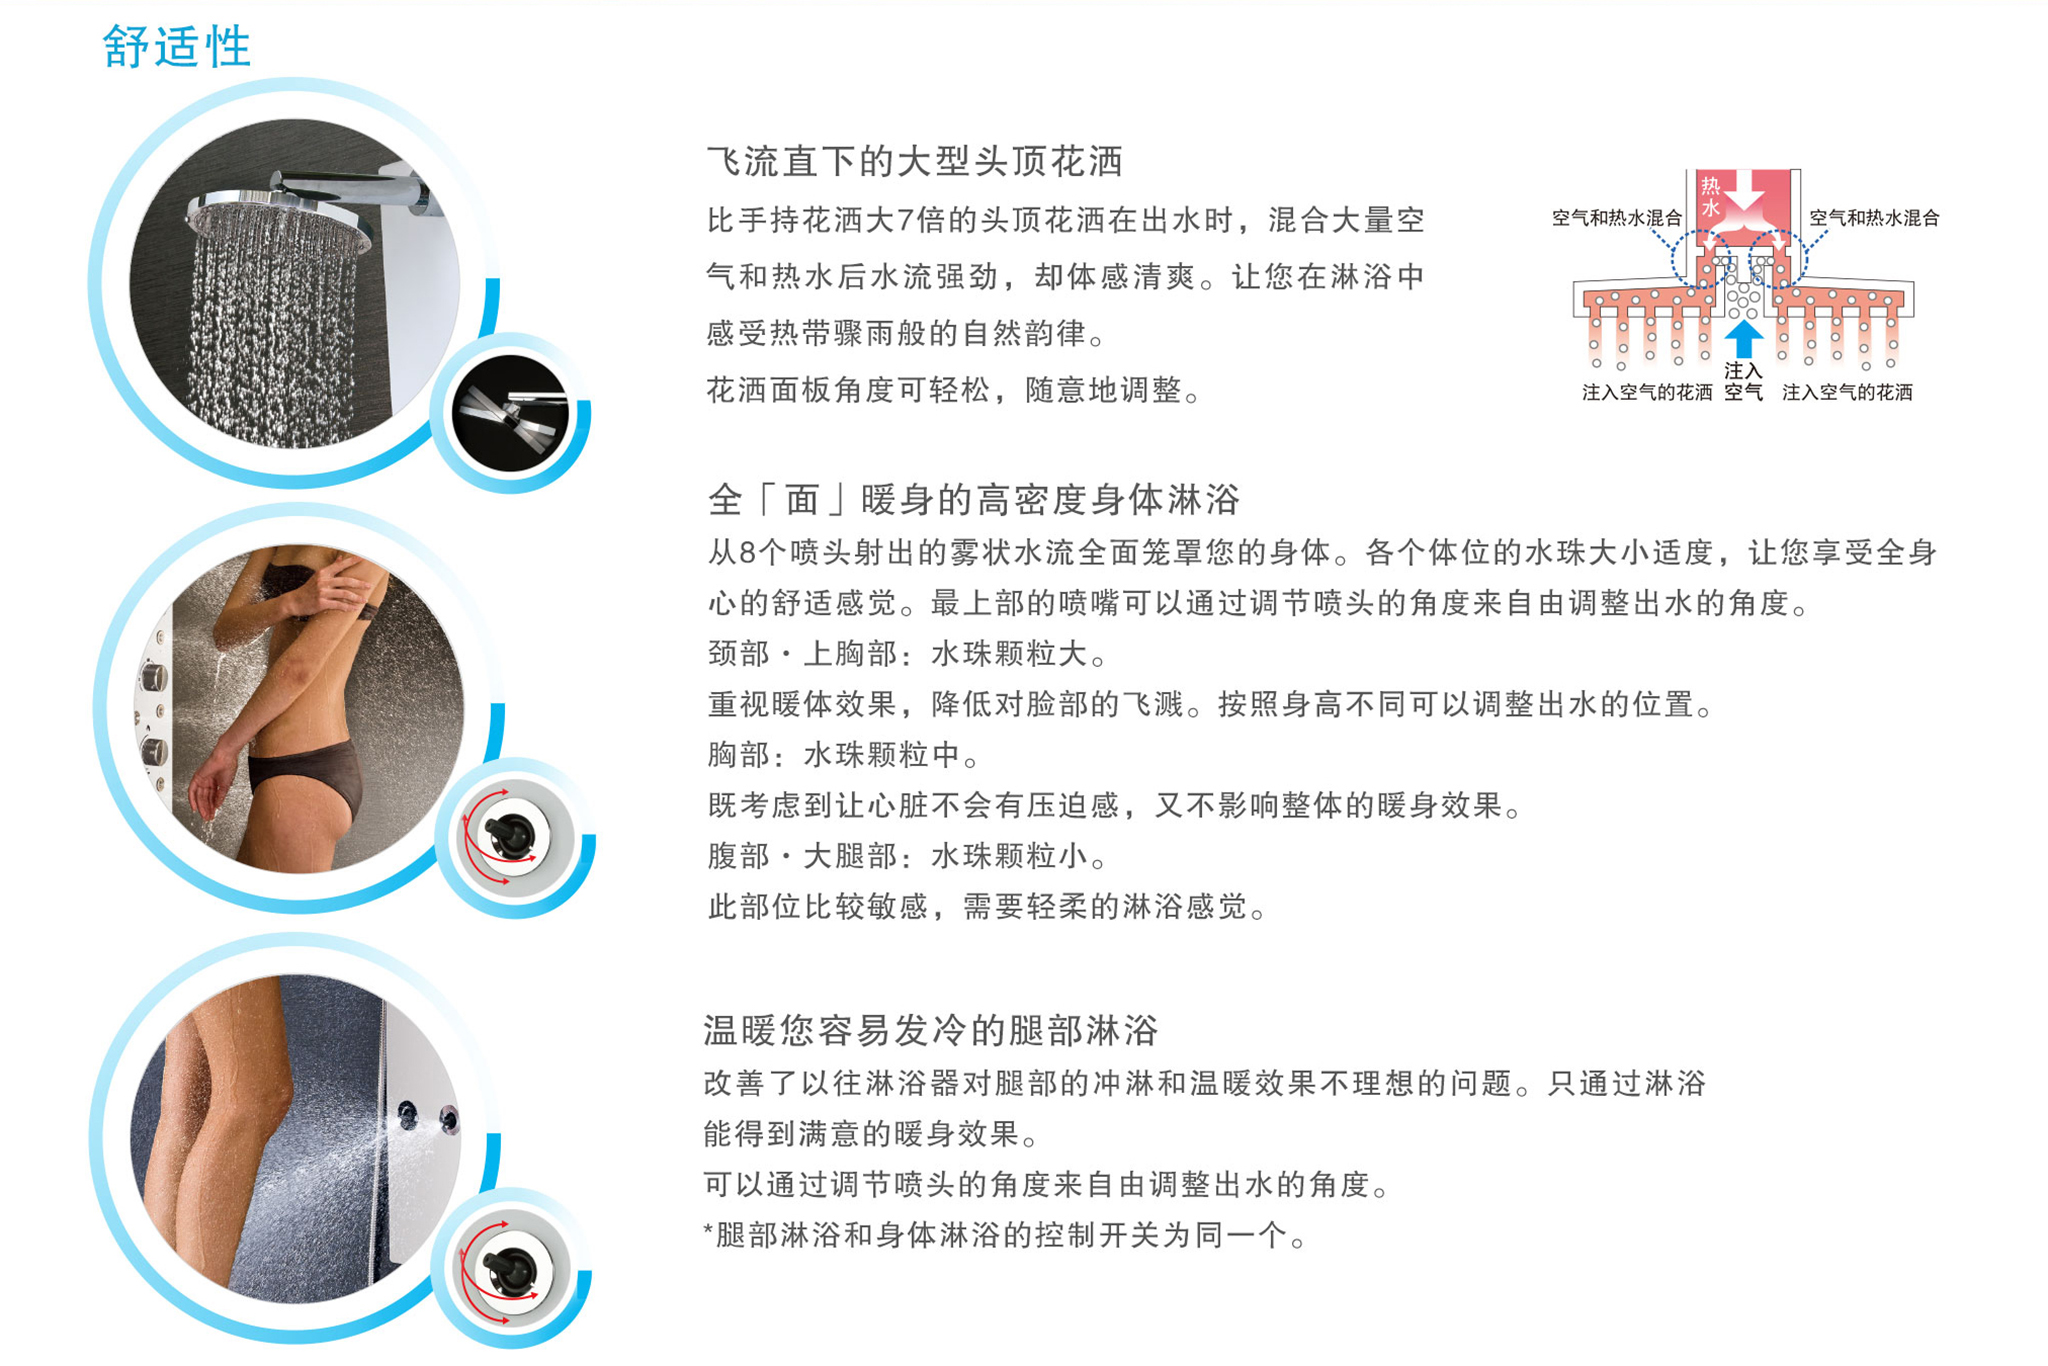 舒适性
飞流直下的大型头顶花洒
比手持花洒大7倍的头顶花洒在出水时，混合大量空
气和热水后水流强劲，却体感清爽。让您在淋浴中
感受热带骤雨般的自然韵律。
花洒面板角度可轻松，随意地调整。
热
水
空气和热水混合
空气和热水混合
注入空气的花洒
注入
空气
注入空气的花洒
全「面」暖身的高密度身体淋浴
从8个喷头射出的雾状水流全面笼罩您的身体。各个体位的水珠大小适度，让您享受全身
心的舒适感觉。最上部的喷嘴可以通过调节喷头的角度来自由调整出水的角度。
颈部·上胸部：水珠颗粒大。
重视暖体效果，降低对脸部的飞溅。按照身高不同可以调整出水的位置。
胸部：水珠颗粒中。
既考虑到让心脏不会有压迫感，又不影响整体的暖身效果。
腹部·大腿部：水珠颗粒小。
此部位比较敏感，需要轻柔的淋浴感觉。
温暖您容易发冷的腿部淋浴
改善了以往淋浴器对腿部的冲淋和温暖效果不理想的问题。只通过淋浴
能得到满意的暖身效果。
可以通过调节喷头的角度来自由调整出水的角度。
*腿部淋浴和身体淋浴的控制开关为同一个。